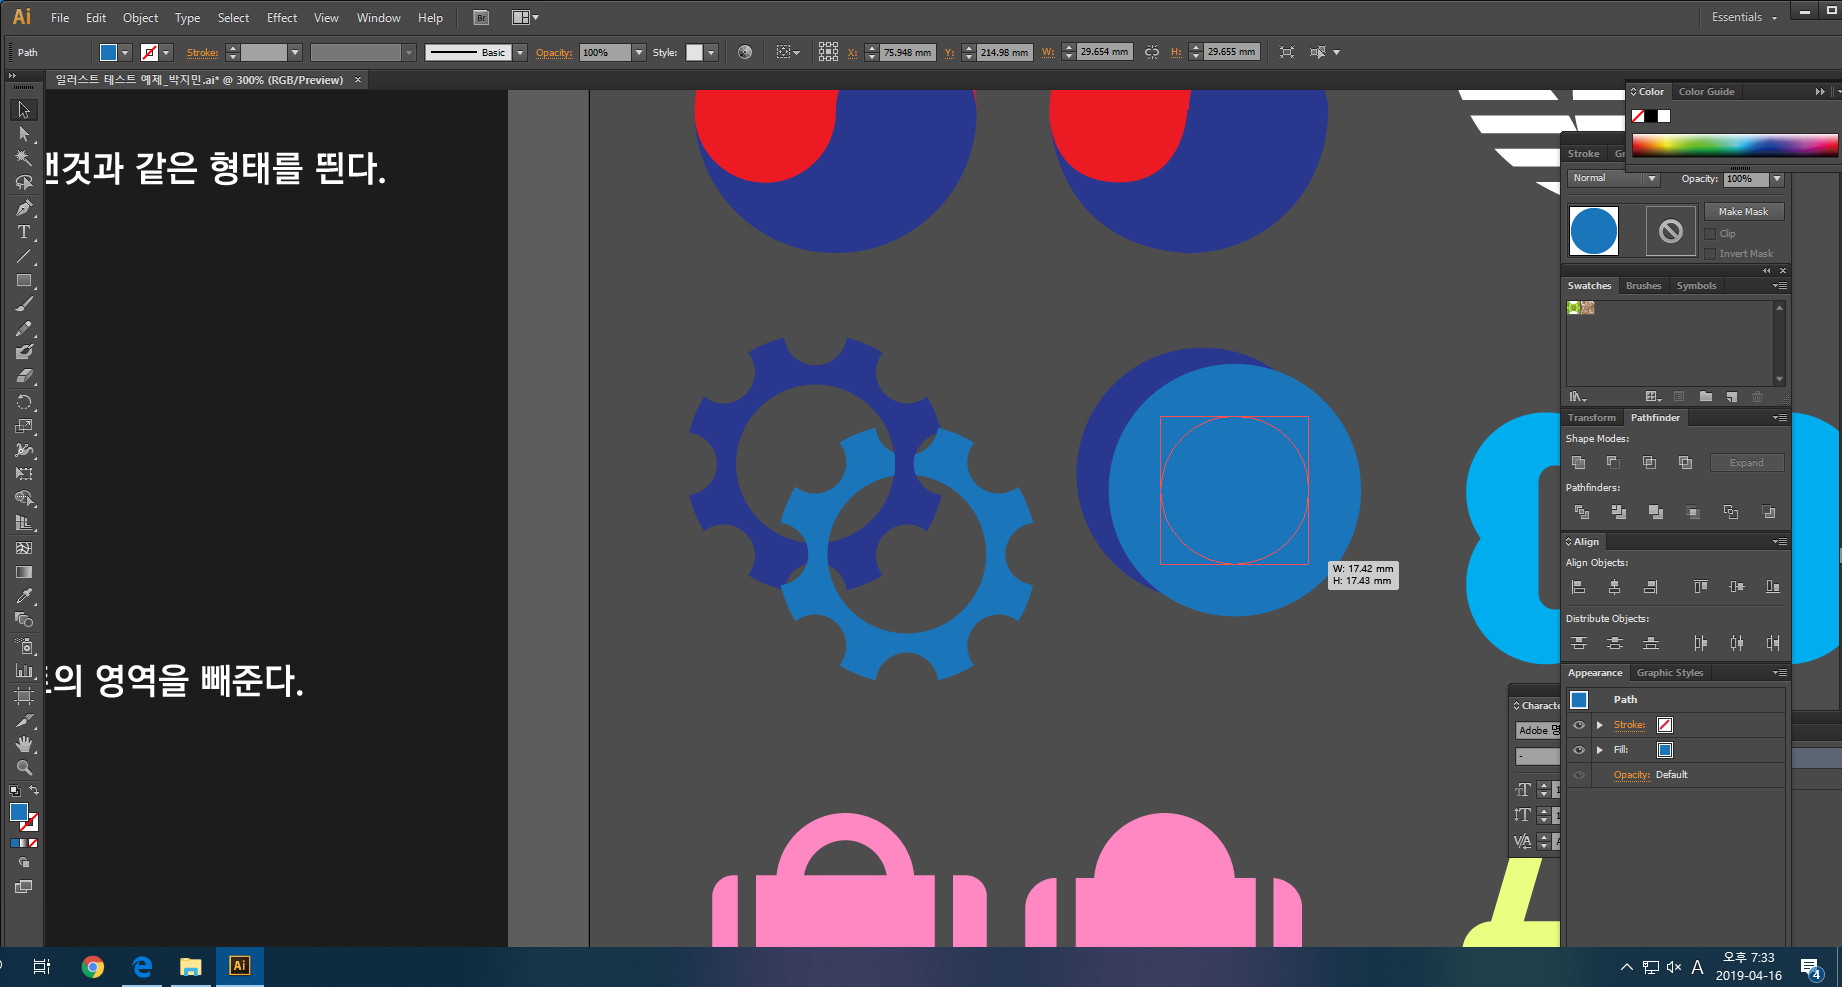 Ai File Edit Object Type Select Effect View Window Help Br Essentials
Path Stroke: Basic Opacity: 100% Style: X: 75.948 mm Y: 214.98 mm W: 29.654 mm H: 29.655 mm
일러스트 테스트 예제_박지민.ai* @ 300% (RGB/Preview) ×
Color Color Guide
것과 같은 형태를 띈다.
Stroke
Normal Opacity: 100%
Make Mask
Clip
Invert Mask
Swatches Brushes Symbols
Transform Pathfinder
Shape Modes:
Expand
Pathfinders:
Align
Align Objects:
W: 17.42 mm
H: 17.43 mm
Distribute Objects:
의 영역을 빼준다.
Appearance Graphic Styles
Path
Stroke:
Fill:
Opacity: Default
Characte
Adobe 명
-
Ai
A
오후 7:33
2019-04-16
4